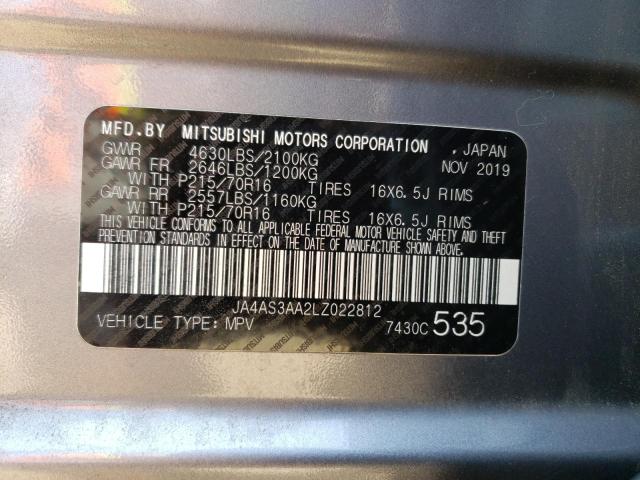 MFD.BY MITSUBISHI MOTORS CORPORATION . JAPAN
GVWR 4630LBS/2100KG NOV 2019
GAWR FR 2646LBS/1200KG
WITH P215/70R16 TIRES 16X6.5J RIMS
GAWR RR 2557LBS/1160KG
WITH P215/70R16 TIRES 16X6.5J RIMS
THIS VEHICLE CONFORMS TO ALL APPLICABLE FEDERAL MOTOR VEHICLE SAFETY AND THEFT
PREVENTION STANDARDS IN EFFECT ON THE DATE OF MANUFACTURE SHOWN ABOVE.
JA4AS3AA2LZ022812
VEHICLE TYPE: MPV 7430C 535